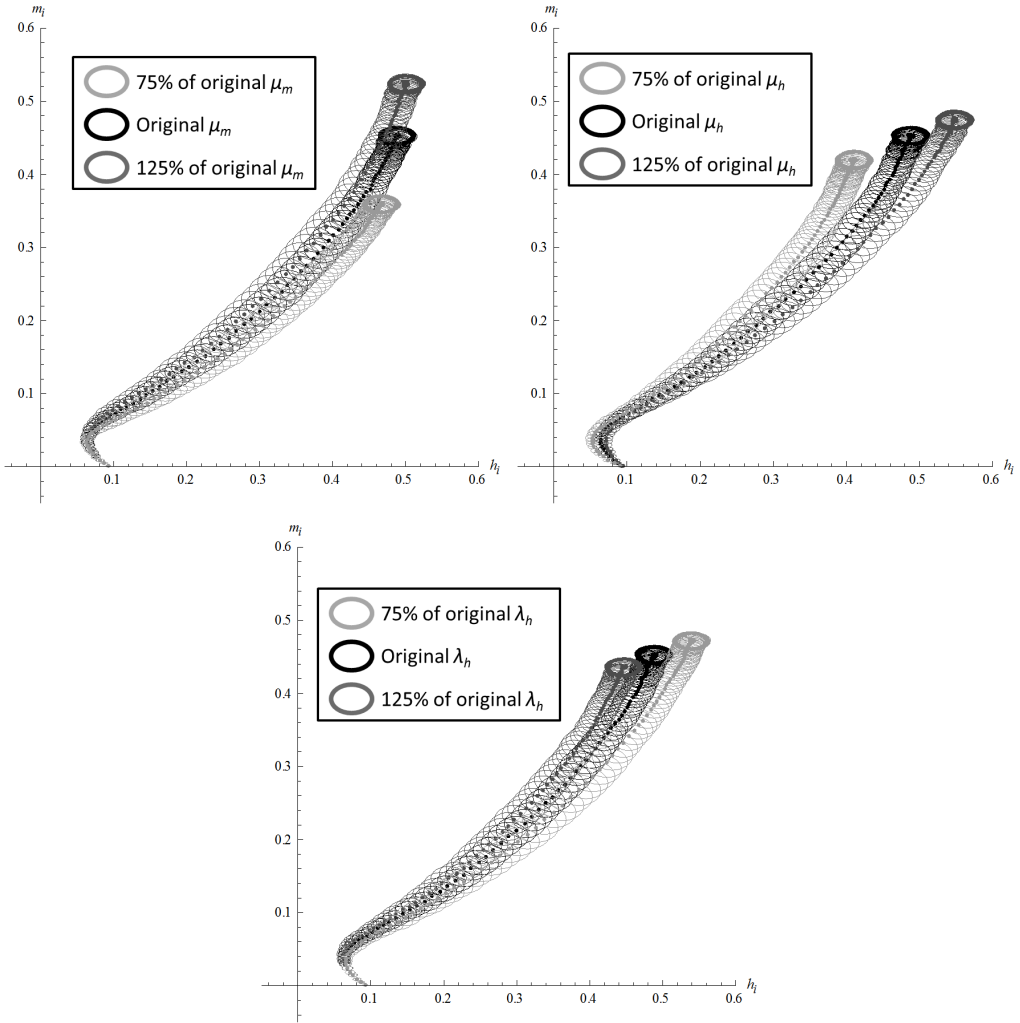 m_i
0.6
75% of original μ_m
0.5
Original μ_m
125% of original μ_m
0.4
0.3
0.2
0.1
h_i
0.1 0.2 0.3 0.4 0.5 0.6
m_i
0.6
75% of original μ_h
0.5
Original μ_h
125% of original μ_h
0.4
0.3
0.2
0.1
h_i
0.1 0.2 0.3 0.4 0.5 0.6
m_i
0.6
75% of original λ_h
0.5
Original λ_h
125% of original λ_h
0.4
0.3
0.2
0.1
h_i
0.1 0.2 0.3 0.4 0.5 0.6